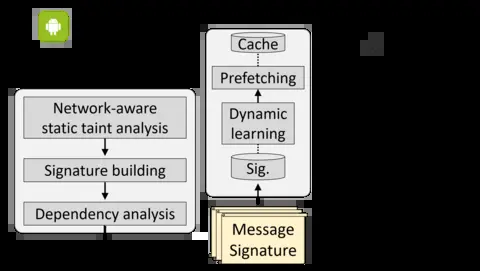 Network-aware
static taint analysis
Signature building
Dependency analysis
Cache
Prefetching
Dynamic
learning
Sig.
Message
Signature